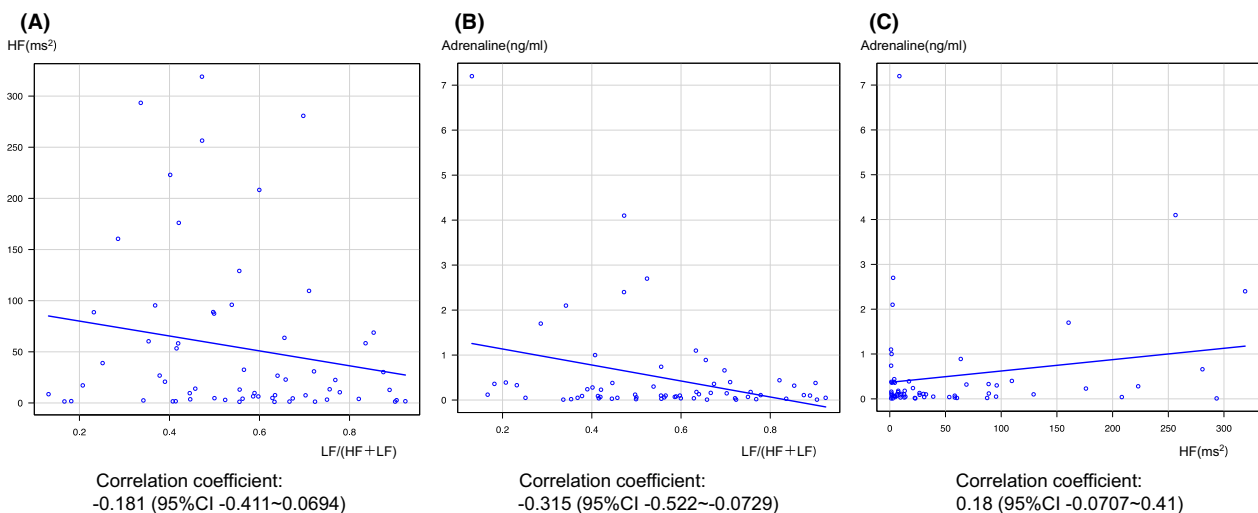 (A)
HF(ms²)
300
250
200
150
100
50
0
0.2 0.4 0.6 0.8
LF/(HF+LF)
Correlation coefficient:
-0.181 (95%CI -0.411~0.0694)
(B)
Adrenaline(ng/ml)
7
6
5
4
3
2
1
0
0.2 0.4 0.6 0.8
LF/(HF+LF)
Correlation coefficient:
-0.315 (95%CI -0.522~-0.0729)
(C)
Adrenaline(ng/ml)
7
6
5
4
3
2
1
0
0 50 100 150 200 250 300
HF(ms²)
Correlation coefficient:
0.18 (95%CI -0.0707~0.41)